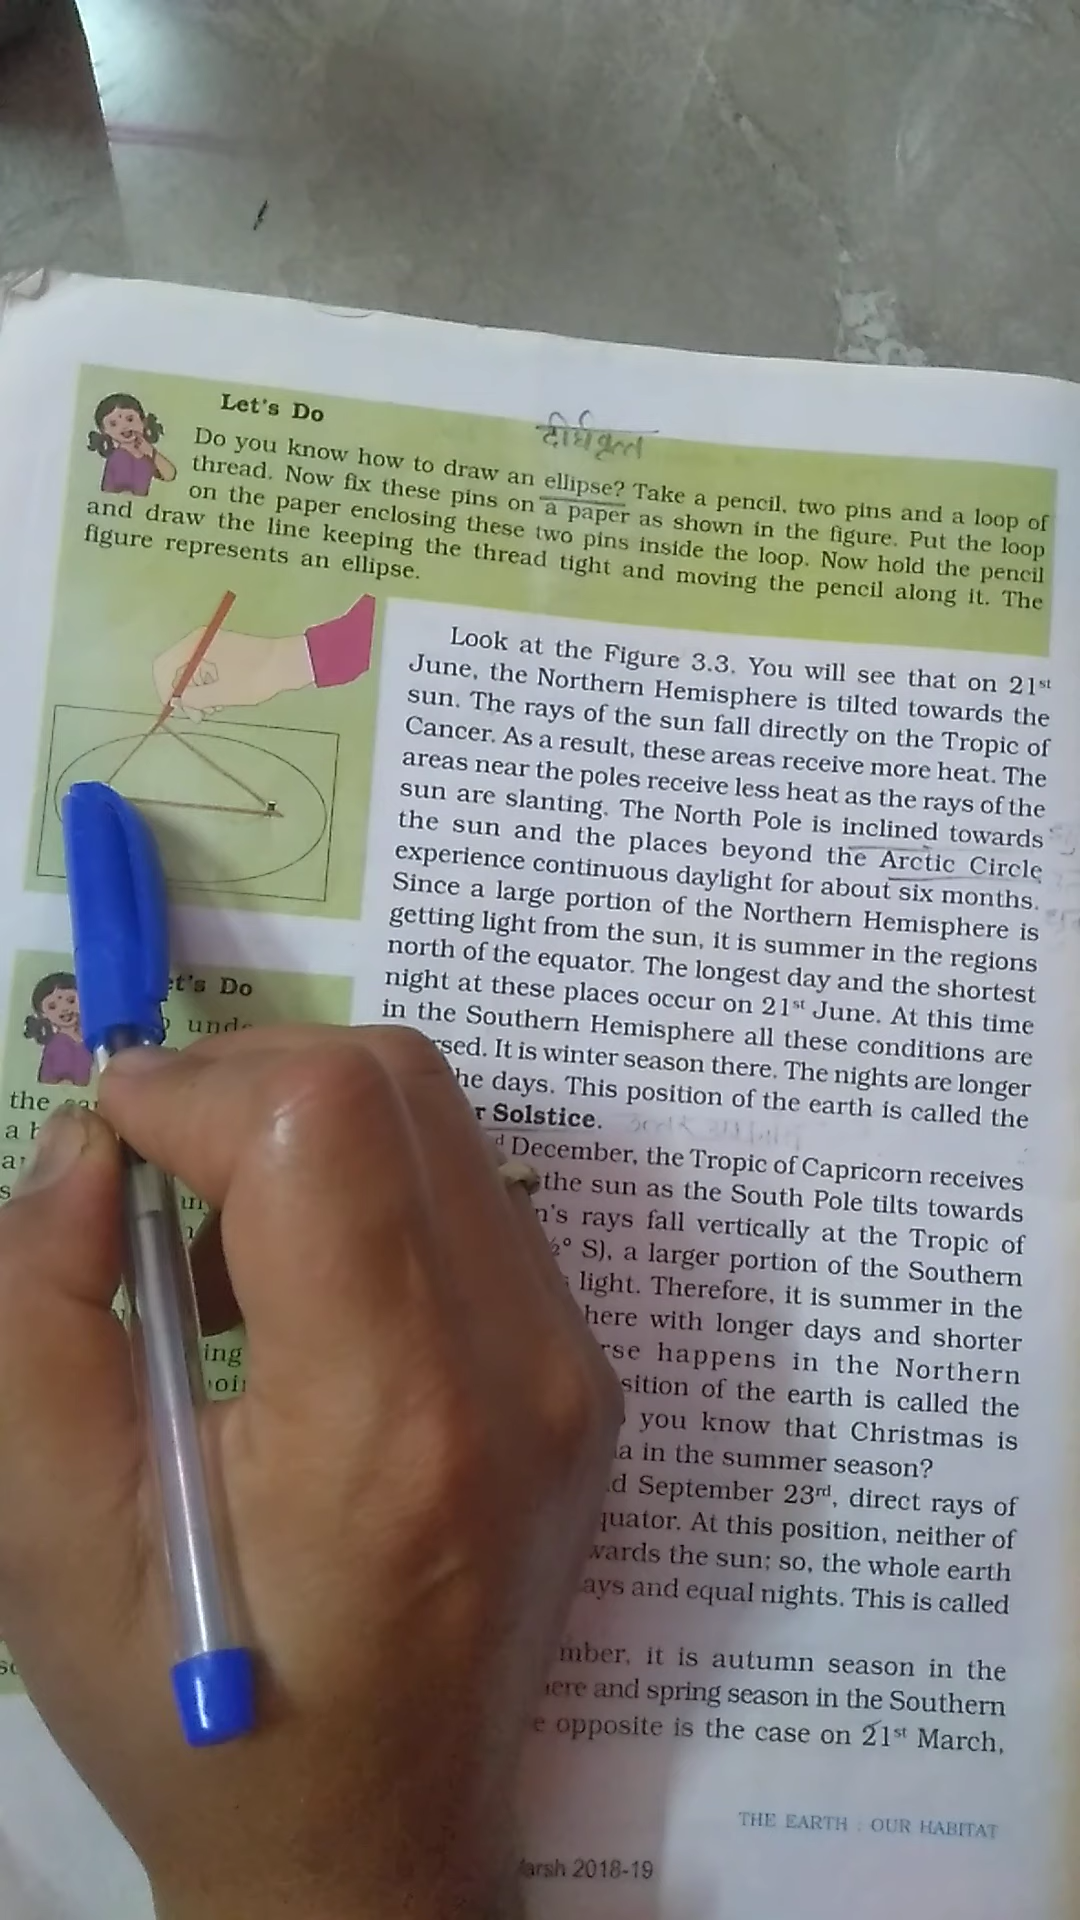 Let's Do
दीर्घवृत्त
Do you know how to draw an ellipse? Take a pencil, two pins and a loop of
thread. Now fix these pins on a paper as shown in the figure. Put the loop
on the paper enclosing these two pins inside the loop. Now hold the pencil
and draw the line keeping the thread tight and moving the pencil along it. The
figure represents an ellipse.
Look at the Figure 3.3. You will see that on 21st
June, the Northern Hemisphere is tilted towards the
sun. The rays of the sun fall directly on the Tropic of
Cancer. As a result, these areas receive more heat. The
areas near the poles receive less heat as the rays of the
sun are slanting. The North Pole is inclined towards
the sun and the places beyond the Arctic Circle
experience continuous daylight for about six months.
Since a large portion of the Northern Hemisphere is
getting light from the sun, it is summer in the regions
north of the equator. The longest day and the shortest
night at these places occur on 21st June. At this time
in the Southern Hemisphere all these conditions are
rsed. It is winter season there. The nights are longer
he days. This position of the earth is called the
r Solstice.
d December, the Tropic of Capricorn receives
the sun as the South Pole tilts towards
n's rays fall vertically at the Tropic of
½° S), a larger portion of the Southern
light. Therefore, it is summer in the
here with longer days and shorter
rse happens in the Northern
sition of the earth is called the
you know that Christmas is
a in the summer season?
d September 23rd, direct rays of
quator. At this position, neither of
wards the sun; so, the whole earth
ays and equal nights. This is called
mber, it is autumn season in the
ere and spring season in the Southern
e opposite is the case on 21st March,
et's Do
unde
the
ing
THE EARTH : OUR HABITAT
arsh 2018-19